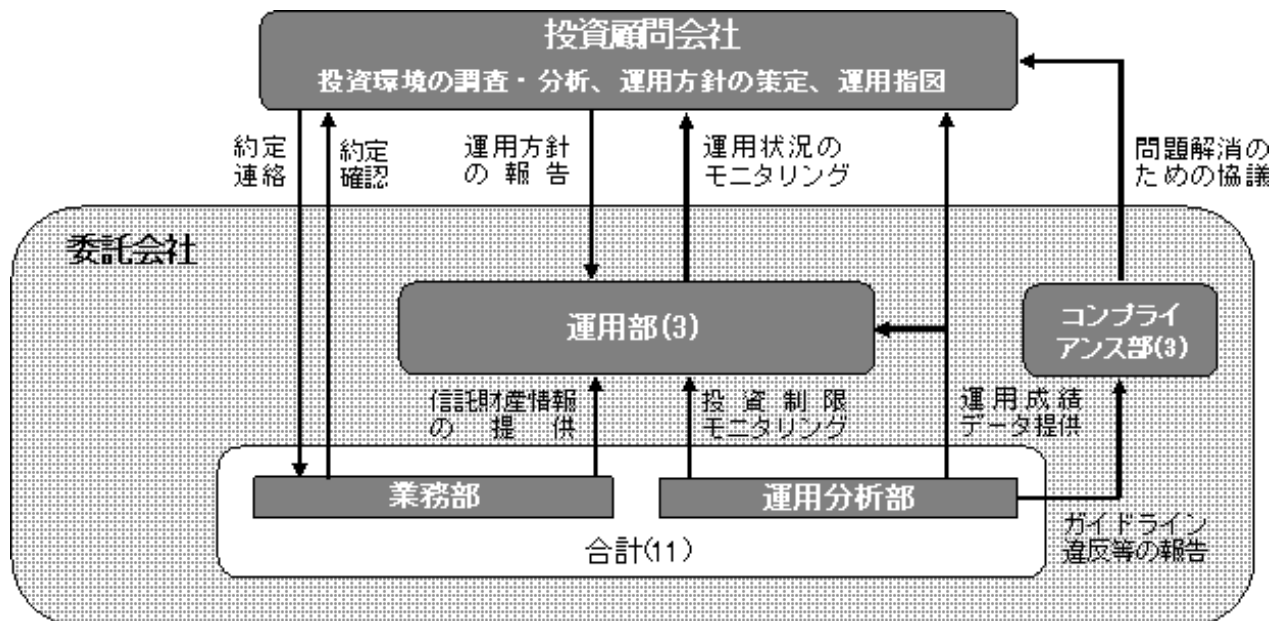 投資顧問会社
投資環境の調査・分析、運用方針の策定、運用指図
約定
連絡
約定
確認
運用方針
の報告
運用状況の
モニタリング
問題解消の
ための協議
委託会社
運用部(3)
コンプライ
アンス部(3)
信託財産情報
の提供
投資制限
モニタリング
運用成績
データ提供
業務部
運用分析部
合計(11)
ガイドライン
違反等の報告